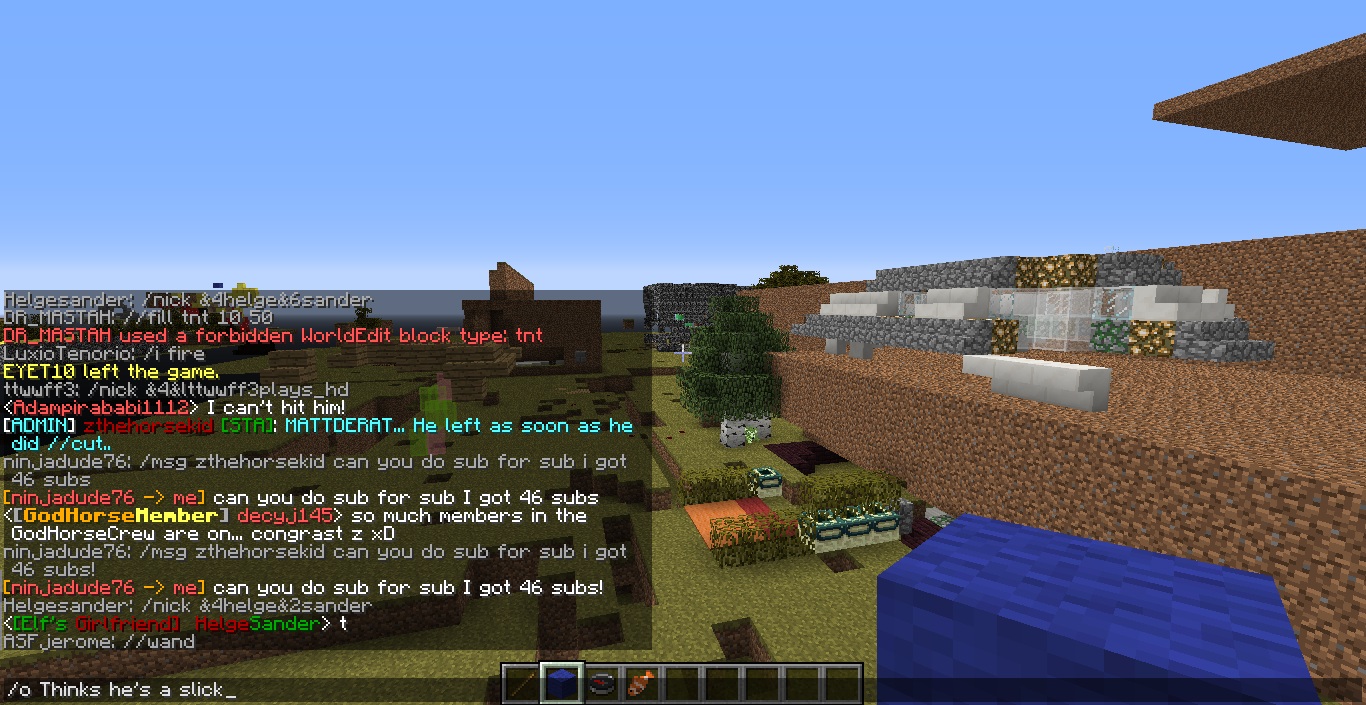 Helgesander: /nick &4helge&6sander
DR_MASTAH: //fill tnt 10 50
DR_MASTAH used a forbidden WorldEdit block type: tnt
LuxioTenorio: /i fire
EYET10 left the game.
ttwwff3: /nick &4&lttwwff3plays_hd
<Adampirababi1112> I can't hit him!
[ADMIN] zthehorsekid [STA]: MATTDERAT... He left as soon as he
did //cut..
ninjadude76: /msg zthehorsekid can you do sub for sub i got
46 subs
[ninjadude76 -> me] can you do sub for sub I got 46 subs
<[GodHorseMember] decyj145> so much members in the
GodHorseCrew are on... congrast z xD
ninjadude76: /msg zthehorsekid can you do sub for sub i got
46 subs!
[ninjadude76 -> me] can you do sub for sub I got 46 subs!
Helgesander: /nick &4helge&2sander
<[Elf's Girlfriend] HelgeSander> t
ASFjerome: //wand
/o Thinks he's a slick_